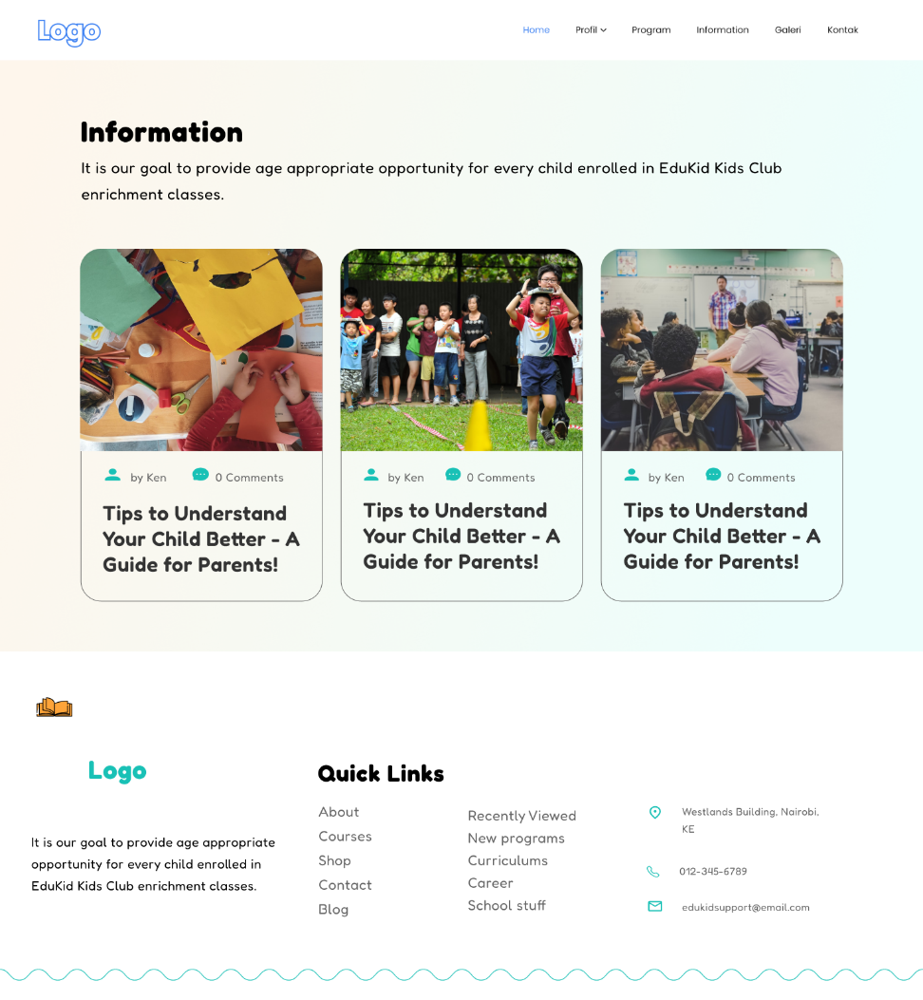 Logo
Home Profil Program Information Galeri Kontak
Information
It is our goal to provide age appropriate opportunity for every child enrolled in EduKid Kids Club
enrichment classes.
by Ken 0 Comments
Tips to Understand
Your Child Better - A
Guide for Parents!
by Ken 0 Comments
Tips to Understand
Your Child Better - A
Guide for Parents!
by Ken 0 Comments
Tips to Understand
Your Child Better - A
Guide for Parents!
Logo
It is our goal to provide age appropriate
opportunity for every child enrolled in
EduKid Kids Club enrichment classes.
Quick Links
About
Courses
Shop
Contact
Blog
Recently Viewed
New programs
Curriculums
Career
School stuff
Westlands Building, Nairobi,
KE
012-345-6789
edukidsupport@email.com